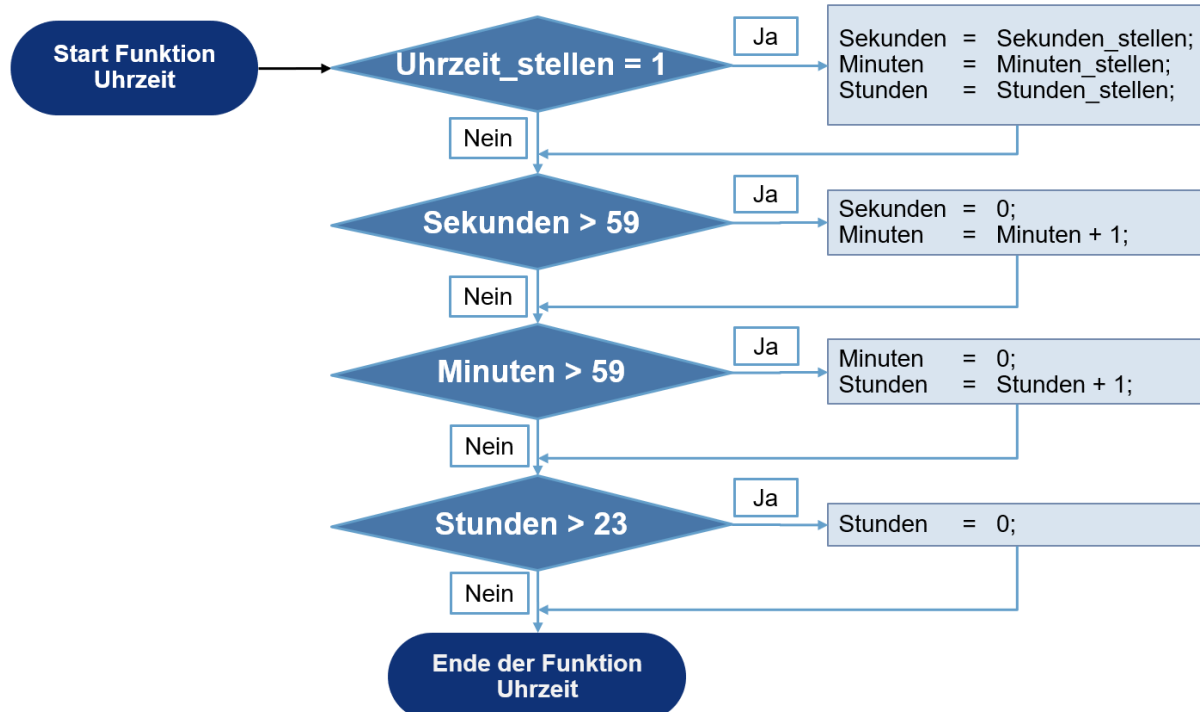 Start Funktion
Uhrzeit
Uhrzeit_stellen = 1
Ja
Sekunden = Sekunden_stellen;
Minuten = Minuten_stellen;
Stunden = Stunden_stellen;
Nein
Sekunden > 59
Ja
Sekunden = 0;
Minuten = Minuten + 1;
Nein
Minuten > 59
Ja
Minuten = 0;
Stunden = Stunden + 1;
Nein
Stunden > 23
Ja
Stunden = 0;
Nein
Ende der Funktion
Uhrzeit